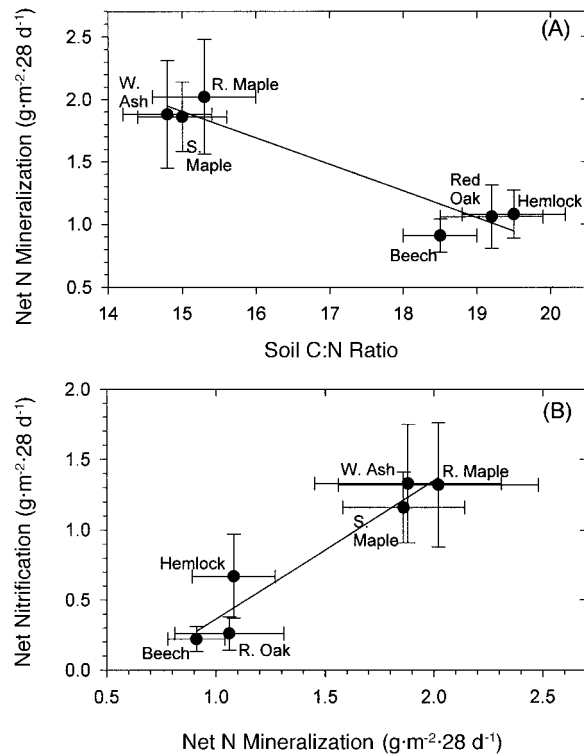 (A)
Net N Mineralization (g·m⁻²·28 d⁻¹)
2.5
2.0
1.5
1.0
0.5
W.
Ash
R. Maple
S.
Maple
Red
Oak
Hemlock
Beech
14 15 16 17 18 19 20
Soil C:N Ratio
(B)
Net Nitrification (g·m⁻²·28 d⁻¹)
2.0
1.5
1.0
0.5
0.0
W. Ash
R. Maple
S.
Maple
Hemlock
Beech
R. Oak
0.5 1.0 1.5 2.0 2.5
Net N Mineralization (g·m⁻²·28 d⁻¹)